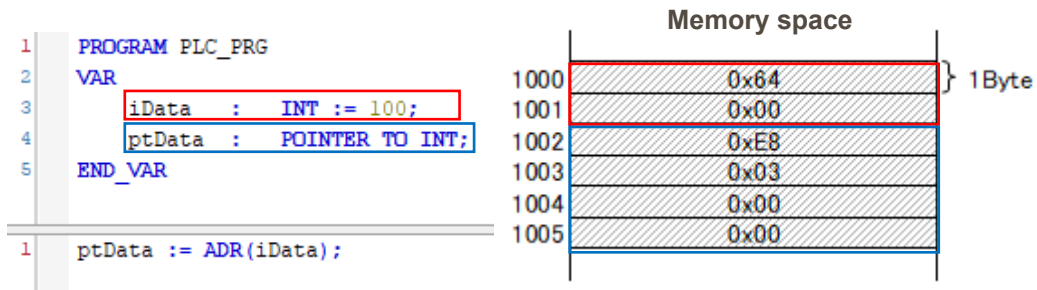 1 PROGRAM PLC_PRG
2 VAR
3 iData : INT := 100;
4 ptData : POINTER TO INT;
5 END_VAR
1 ptData := ADR(iData);
Memory space
1000 0x64 1Byte
1001 0x00
1002 0xE8
1003 0x03
1004 0x00
1005 0x00